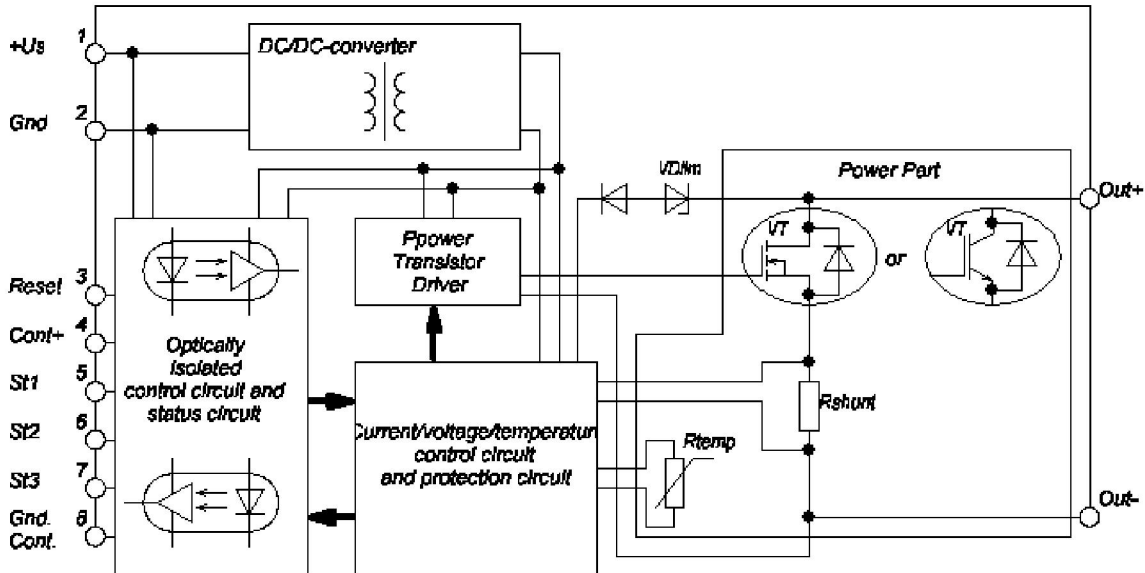 +Us
1
DC/DC-converter
Gnd
2
Power Part
VDlim
Out+
Ppower
Transistor
Driver
VT
or
VT
Reset
3
Cont+
4
Optically
isolated
control circuit and
status circuit
St1
5
Rshunt
St2
6
Current/voltage/temperature
control circuit
and protection circuit
Rtemp
St3
7
Gnd.
Cont.
8
Out-